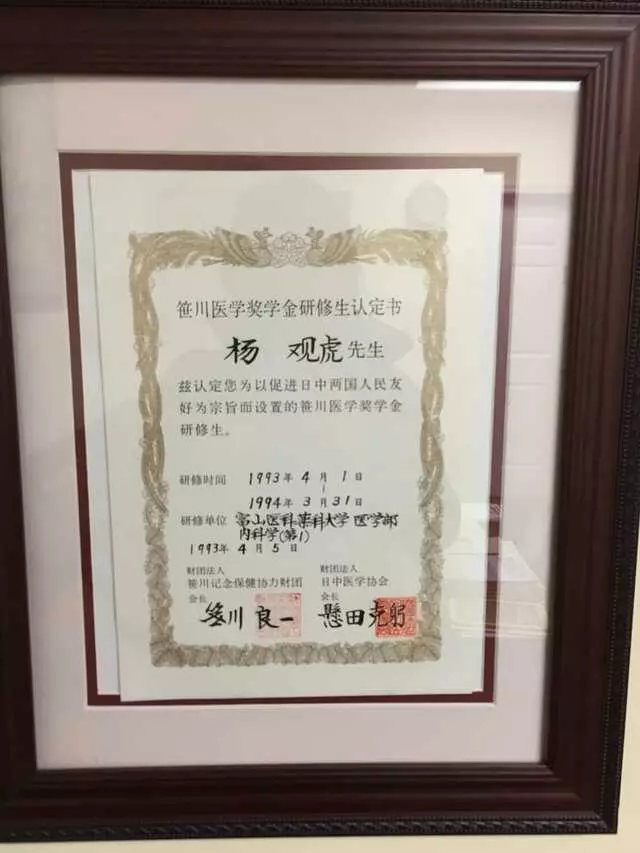 笹川医学奖学金研修生认定书
杨 观虎先生
兹认定您为以促进日中两国人民友
好为宗旨而设置的笹川医学奖学金
研修生。
研修时间 1993年4月1日
1994年3月31日
研修单位 富山医科薬科大学 医学部
内科学(第1)
1993年4月5日
财团法人 财团法人
笹川记念保健协力财团 日中医学协会
会长 会长
笹川 良一 懸田克躬